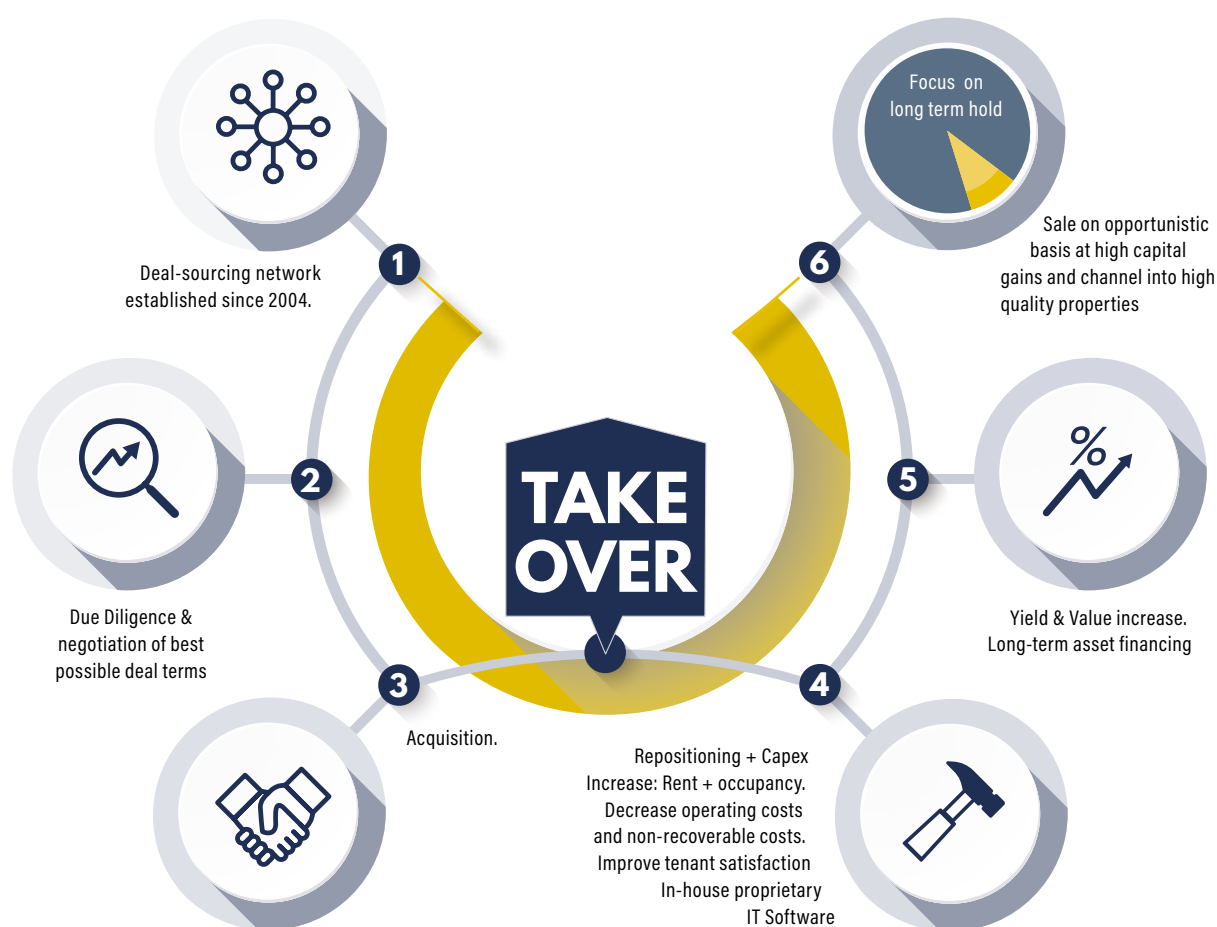 1
Deal-sourcing network
established since 2004.
2
Due Diligence &
negotiation of best
possible deal terms
3
Acquisition.
TAKE
OVER
4
Repositioning + Capex
Increase: Rent + occupancy.
Decrease operating costs
and non-recoverable costs.
Improve tenant satisfaction
In-house proprietary
IT Software
5
%
Yield & Value increase.
Long-term asset financing
6
Focus on
long term hold
Sale on opportunistic
basis at high capital
gains and channel into high
quality properties